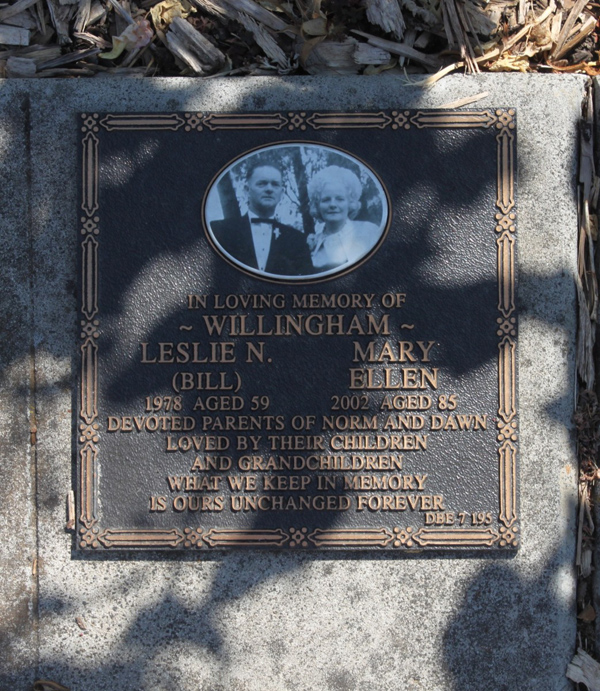 IN LOVING MEMORY OF
~ WILLINGHAM ~
LESLIE N. MARY
(BILL) ELLEN
1978 AGED 59 2002 AGED 85
DEVOTED PARENTS OF NORM AND DAWN
LOVED BY THEIR CHILDREN
AND GRANDCHILDREN
WHAT WE KEEP IN MEMORY
IS OURS UNCHANGED FOREVER
DBE 7 195